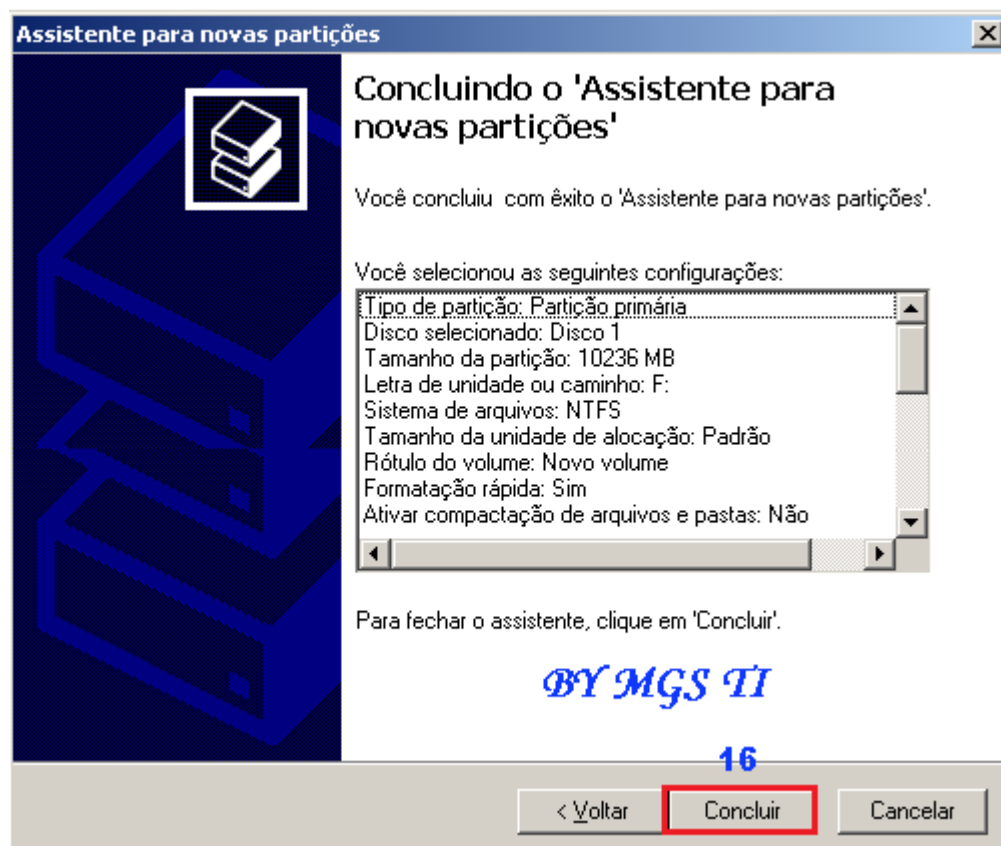 Assistente para novas partições
Concluindo o 'Assistente para
novas partições'
Você concluiu  com êxito o 'Assistente para novas partições'.
Você selecionou as seguintes configurações:
Tipo de partição: Partição primária
Disco selecionado: Disco 1
Tamanho da partição: 10236 MB
Letra de unidade ou caminho: F:
Sistema de arquivos: NTFS
Tamanho da unidade de alocação: Padrão
Rótulo do volume: Novo volume
Formatação rápida: Sim
Ativar compactação de arquivos e pastas: Não
Para fechar o assistente, clique em 'Concluir'.
BY MGS TI
16
< Voltar
Concluir
Cancelar